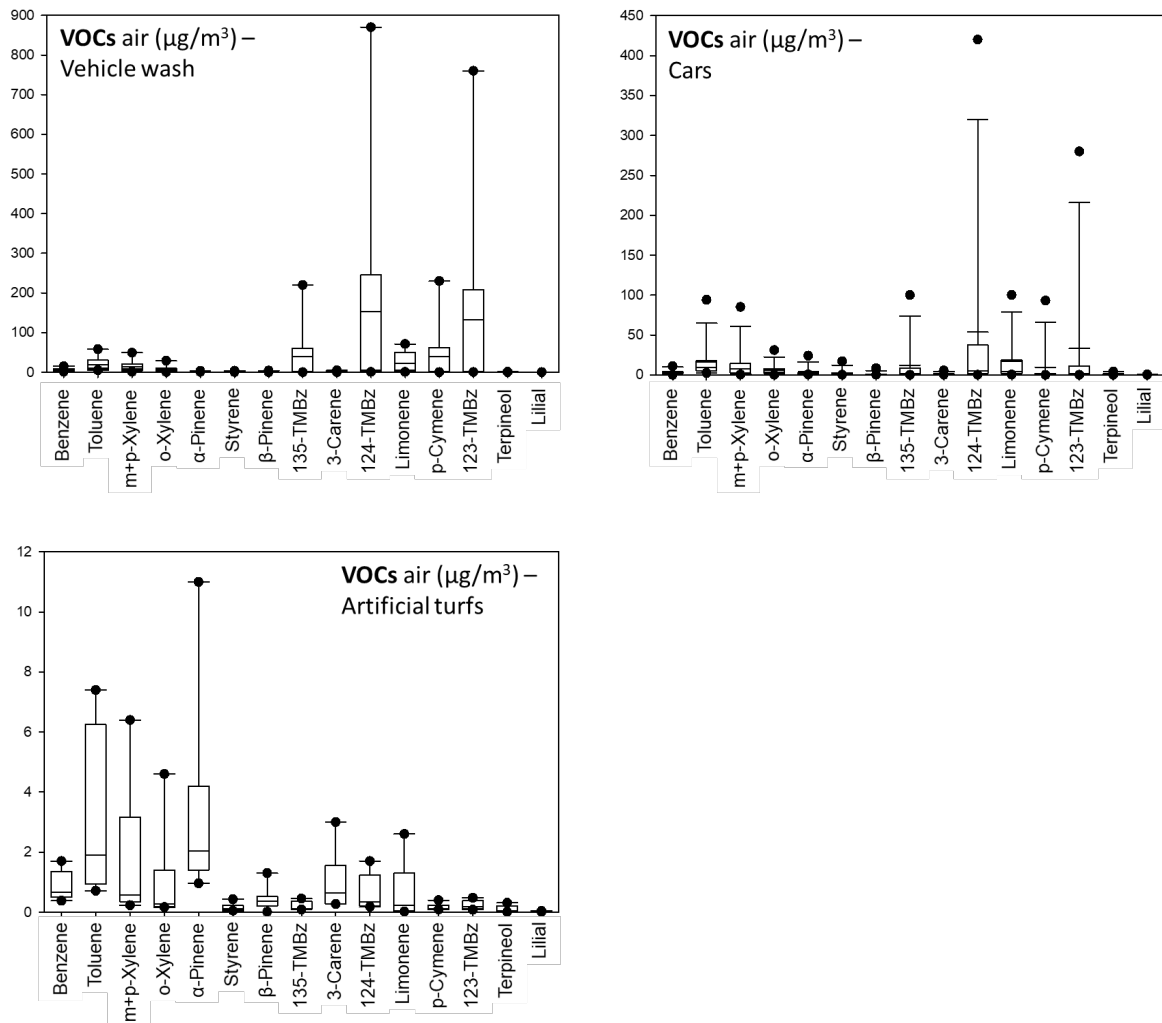 VOCs air (µg/m³) –
Vehicle wash
900
800
700
600
500
400
300
200
100
0
Benzene
Toluene
m+p-Xylene
o-Xylene
α-Pinene
Styrene
β-Pinene
135-TMBz
3-Carene
124-TMBz
Limonene
p-Cymene
123-TMBz
Terpineol
Lilial
VOCs air (µg/m³) –
Cars
450
400
350
300
250
200
150
100
50
0
Benzene
Toluene
m+p-Xylene
o-Xylene
α-Pinene
Styrene
β-Pinene
135-TMBz
3-Carene
124-TMBz
Limonene
p-Cymene
123-TMBz
Terpineol
Lilial
VOCs air (µg/m³) –
Artificial turfs
12
10
8
6
4
2
0
Benzene
Toluene
m+p-Xylene
o-Xylene
α-Pinene
Styrene
β-Pinene
135-TMBz
3-Carene
124-TMBz
Limonene
p-Cymene
123-TMBz
Terpineol
Lilial